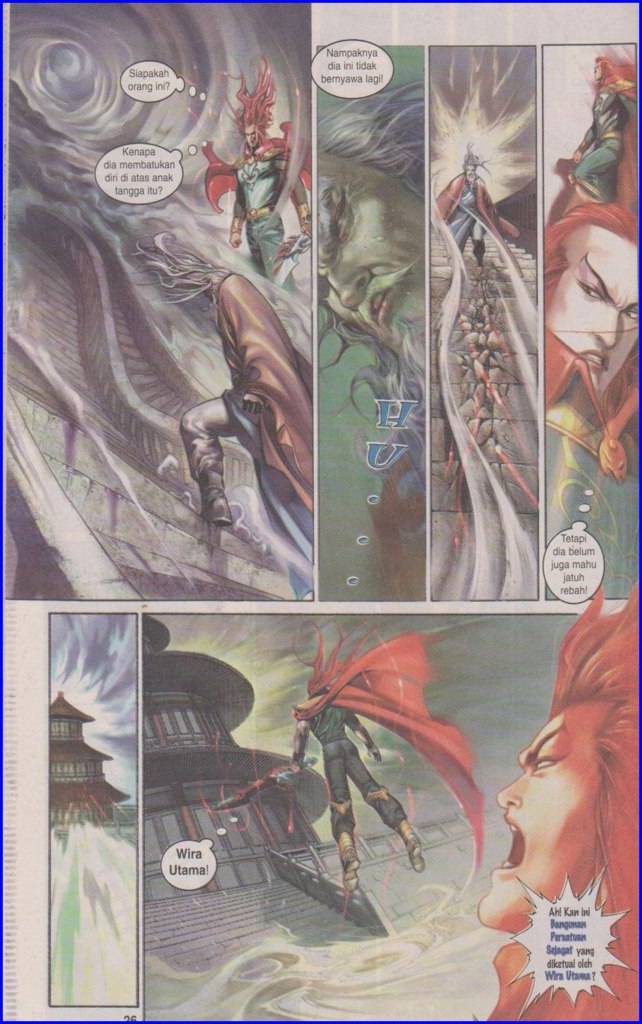 Siapakah
orang ini?
Kenapa
dia membatukan
diri di atas anak
tangga itu?
Nampaknya
dia ini tidak
bernyawa lagi!
HU...
Tetapi
dia belum
juga mahu
jatuh
rebah!
Wira
Utama!
Ah! Kan ini
Bangunan
Persatuan
Sejagat yang
diketuai oleh
Wira Utama?
26